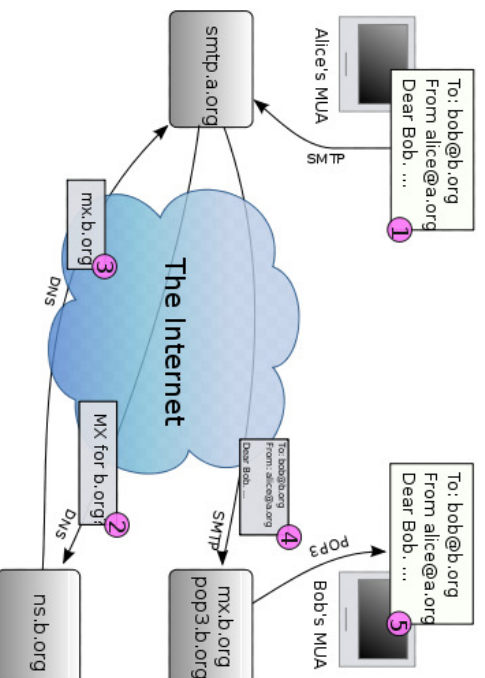 To: bob@b.org
From alice@a.org
Dear Bob. ...
1
Alice's MUA
SMTP
smtp.a.org
The Internet
To: bob@b.org
From: alice@a.org
Dear Bob. ...
4
SMTP
To: bob@b.org
From alice@a.org
Dear Bob. ...
5
Bob's MUA
POP3
mx.b.org
pop3.b.org
mx.b.org
3
DNS
MX for b.org?
2
DNS
ns.b.org